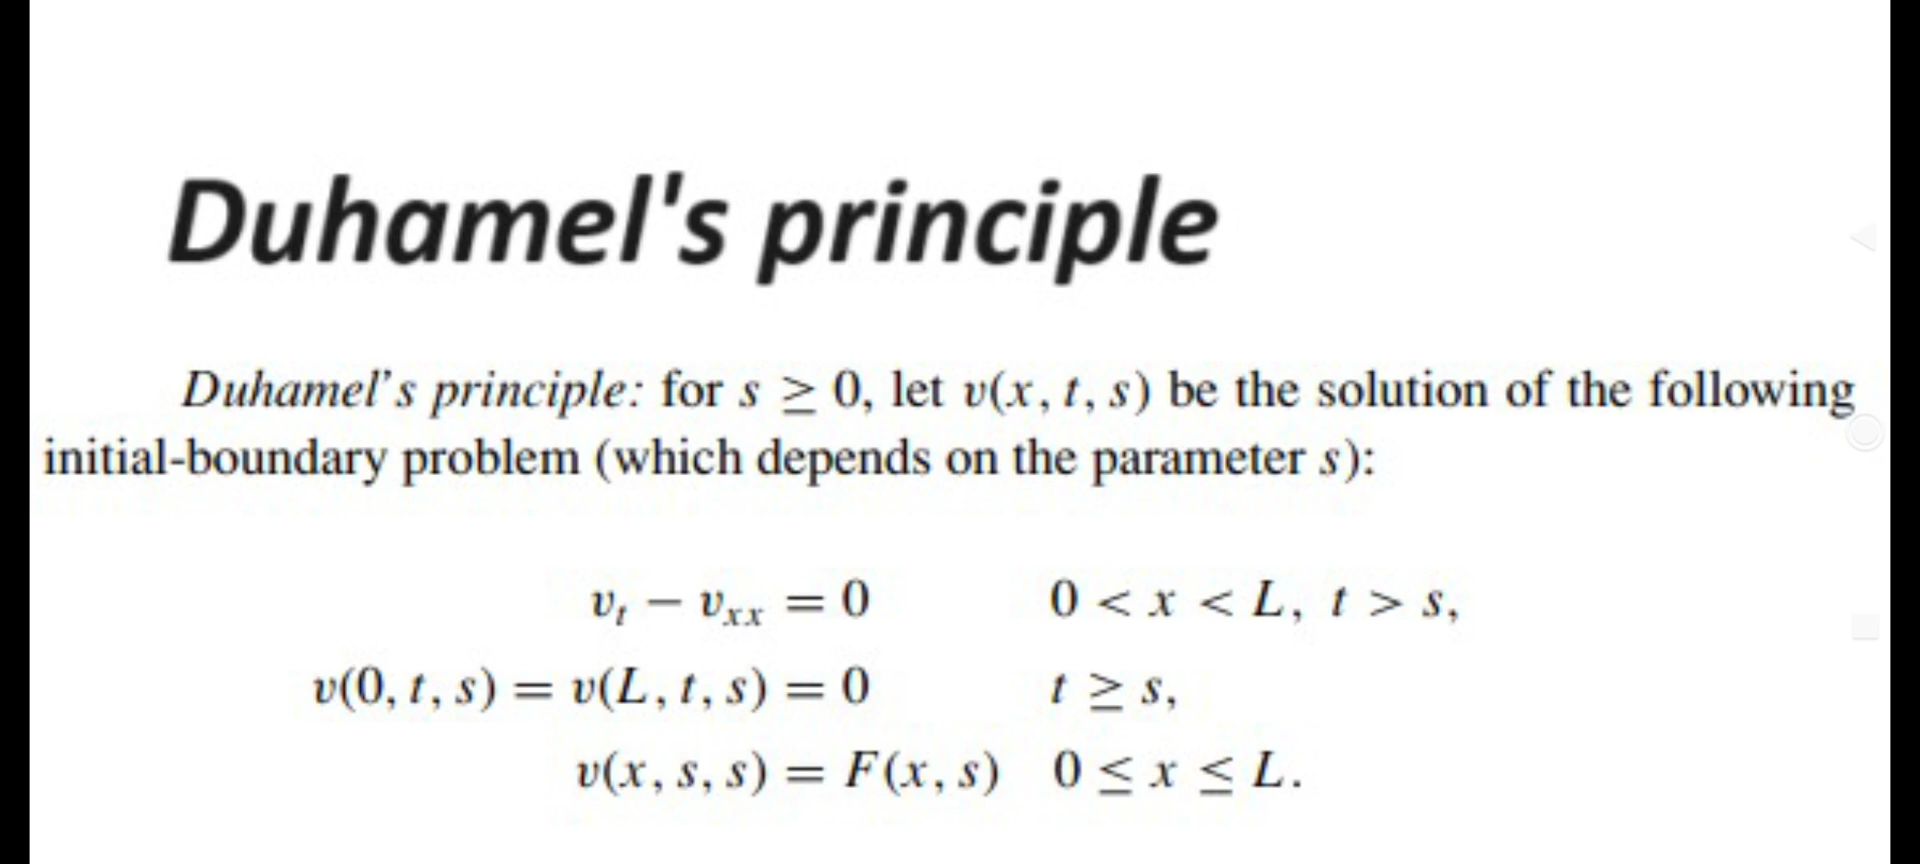 Duhamel's principle
Duhamel's principle: for s ≥ 0, let v(x, t, s) be the solution of the following
initial-boundary problem (which depends on the parameter s):
v_t − v_xx = 0    0 < x < L, t > s,
v(0, t, s) = v(L, t, s) = 0    t ≥ s,
v(x, s, s) = F(x, s)    0 ≤ x ≤ L.